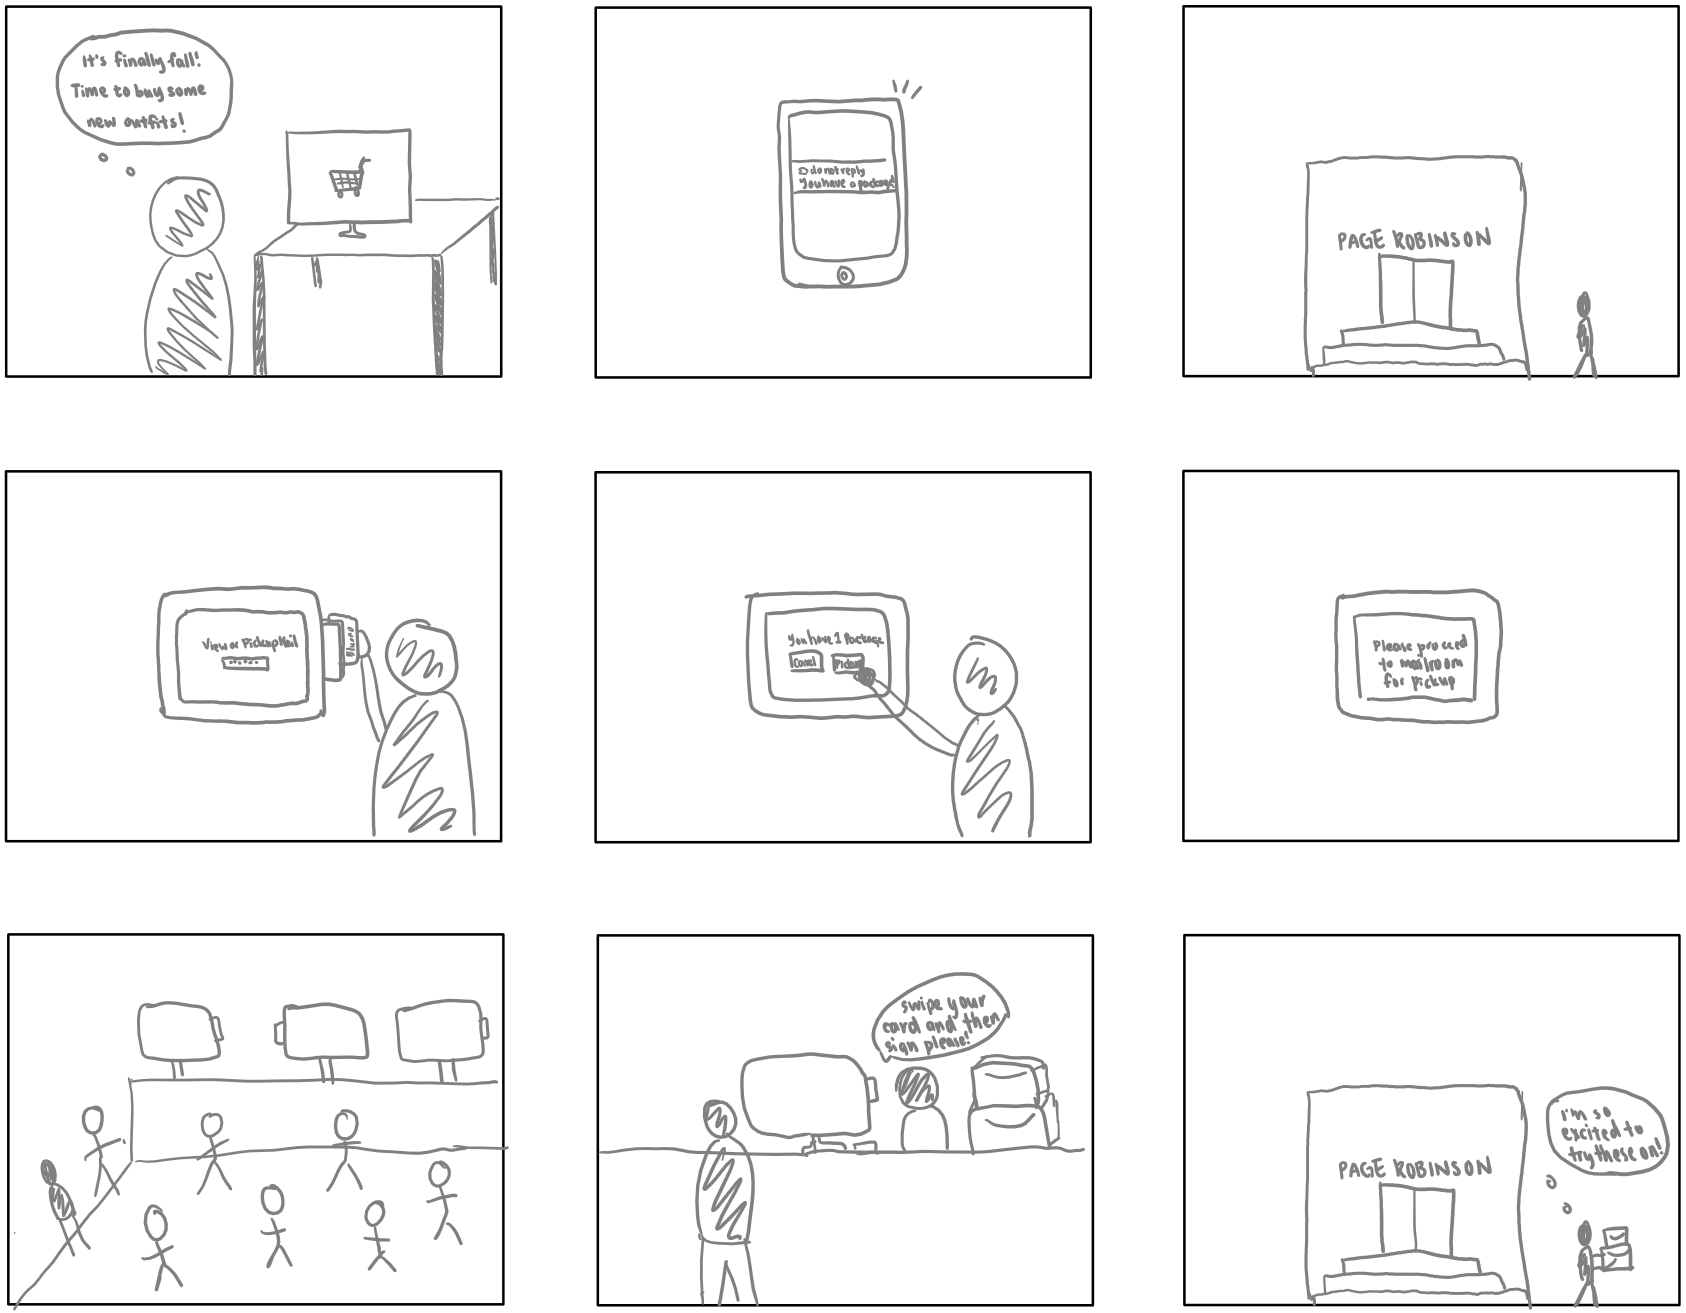 It's finally fall!
Time to buy some
new outfits!
do not reply
You have a package!
PAGE ROBINSON
View or Pickup Mail
Bruno
You have 1 Package
Cancel
Pickup
Please proceed
to mailroom
for pickup
swipe your
card and then
sign please!
I'm so
excited to
try these on!
PAGE ROBINSON